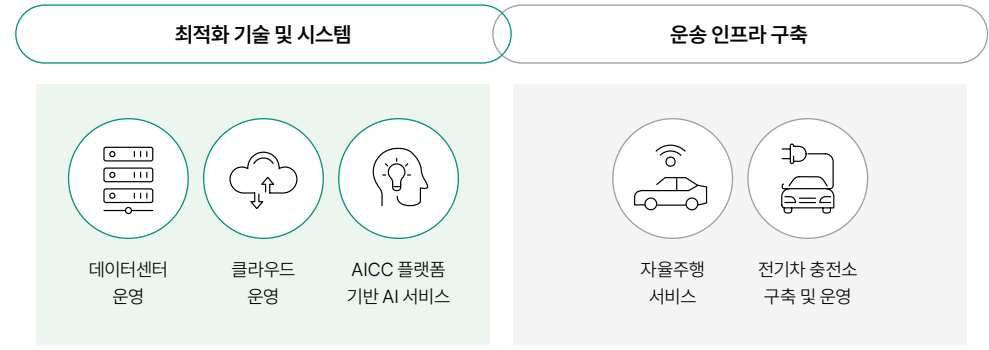 최적화 기술 및 시스템
운송 인프라 구축
데이터센터
운영
클라우드
운영
AICC 플랫폼
기반 AI 서비스
자율주행
서비스
전기차 충전소
구축 및 운영